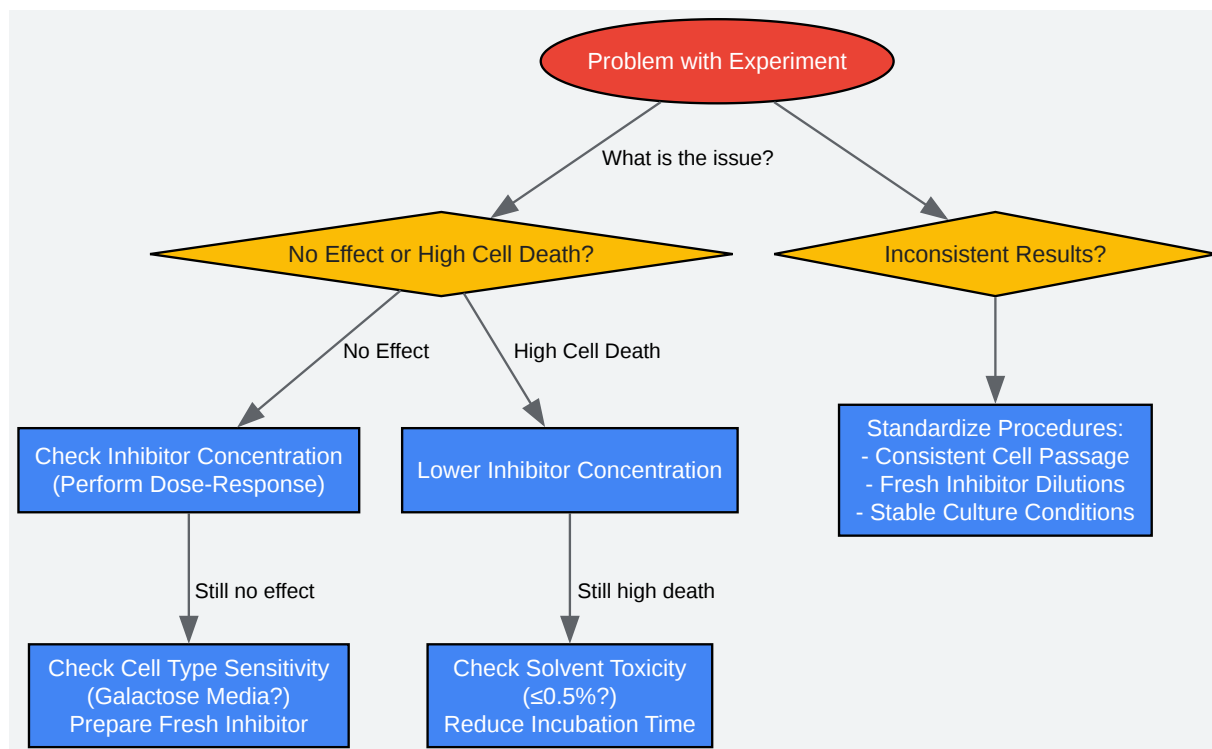 Problem with Experiment
What is the issue?
No Effect or High Cell Death?
Inconsistent Results?
No Effect
High Cell Death
Check Inhibitor Concentration
(Perform Dose-Response)
Lower Inhibitor Concentration
Standardize Procedures:
- Consistent Cell Passage
- Fresh Inhibitor Dilutions
- Stable Culture Conditions
Still no effect
Still high death
Check Cell Type Sensitivity
(Galactose Media?)
Prepare Fresh Inhibitor
Check Solvent Toxicity
(≤0.5%?)
Reduce Incubation Time